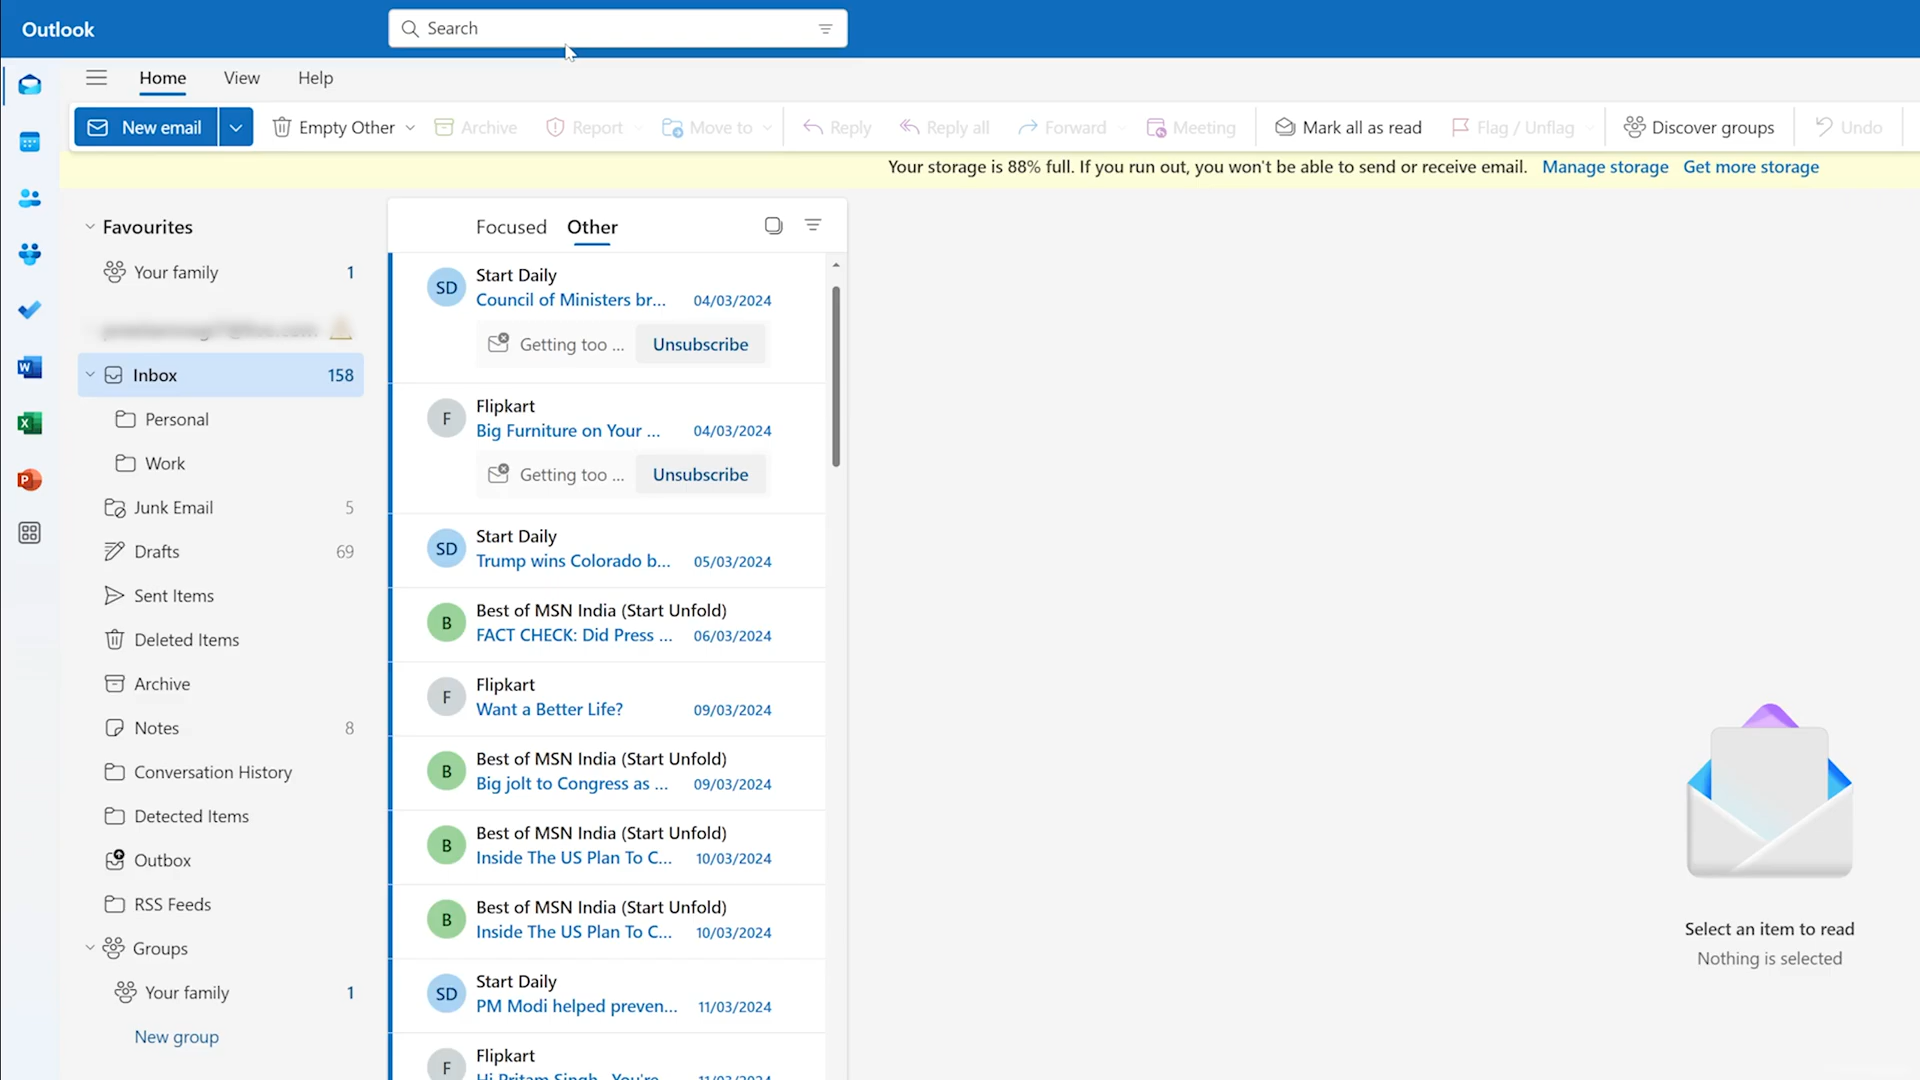 Outlook
Search
Home View Help
New email Empty Other Archive Report Move to Reply Reply all Forward Meeting Mark all as read Flag / Unflag Discover groups Undo
Your storage is 88% full. If you run out, you won't be able to send or receive email. Manage storage Get more storage
Favourites
Your family 1
Inbox 158
Personal
Work
Junk Email 5
Drafts 69
Sent Items
Deleted Items
Archive
Notes 8
Conversation History
Detected Items
Outbox
RSS Feeds
Groups
Your family 1
New group
Focused Other
SD
Start Daily
Council of Ministers br... 04/03/2024
Getting too ... Unsubscribe
F
Flipkart
Big Furniture on Your ... 04/03/2024
Getting too ... Unsubscribe
SD
Start Daily
Trump wins Colorado b... 05/03/2024
B
Best of MSN India (Start Unfold)
FACT CHECK: Did Press ... 06/03/2024
F
Flipkart
Want a Better Life? 09/03/2024
B
Best of MSN India (Start Unfold)
Big jolt to Congress as ... 09/03/2024
B
Best of MSN India (Start Unfold)
Inside The US Plan To C... 10/03/2024
B
Best of MSN India (Start Unfold)
Inside The US Plan To C... 10/03/2024
SD
Start Daily
PM Modi helped preven... 11/03/2024
F
Flipkart
Hi Pritam Singh, You're 11/03/2024
Select an item to read
Nothing is selected
W
X
P